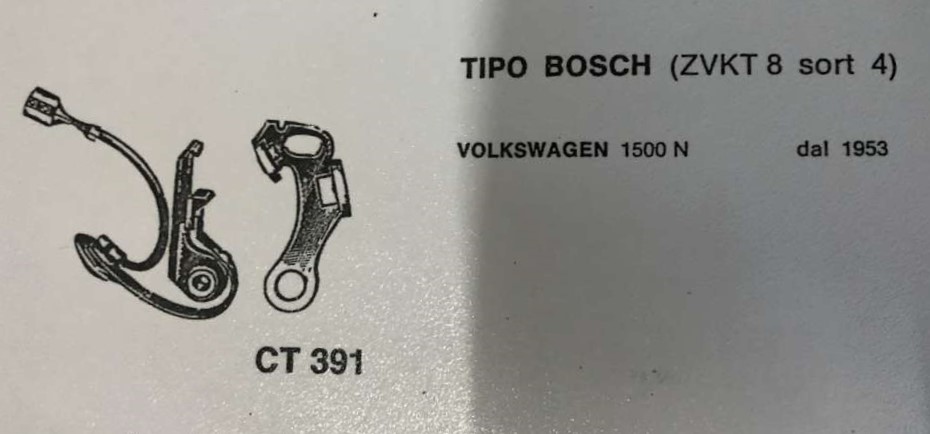 TIPO BOSCH (ZVKT 8 sort 4)
VOLKSWAGEN 1500 N dal 1953
CT 391